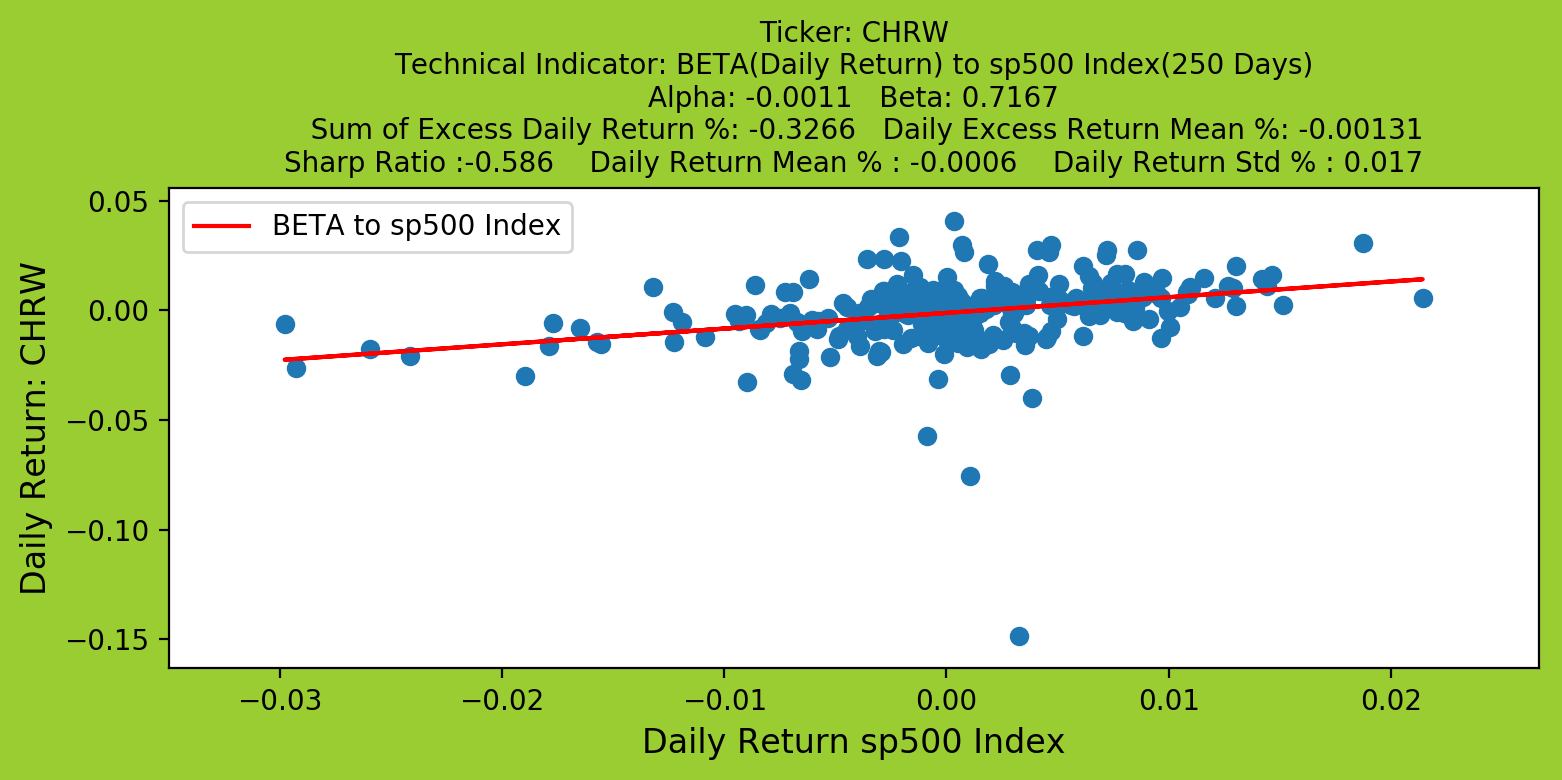 Ticker: CHRW
Technical Indicator: BETA(Daily Return) to sp500 Index(250 Days)
Alpha: -0.0011   Beta: 0.7167
Sum of Excess Daily Return %: -0.3266   Daily Excess Return Mean %: -0.00131
Sharp Ratio :-0.586    Daily Return Mean % : -0.0006    Daily Return Std % : 0.017
BETA to sp500 Index
Daily Return: CHRW
0.05
0.00
−0.05
−0.10
−0.15
−0.03 −0.02 −0.01 0.00 0.01 0.02
Daily Return sp500 Index